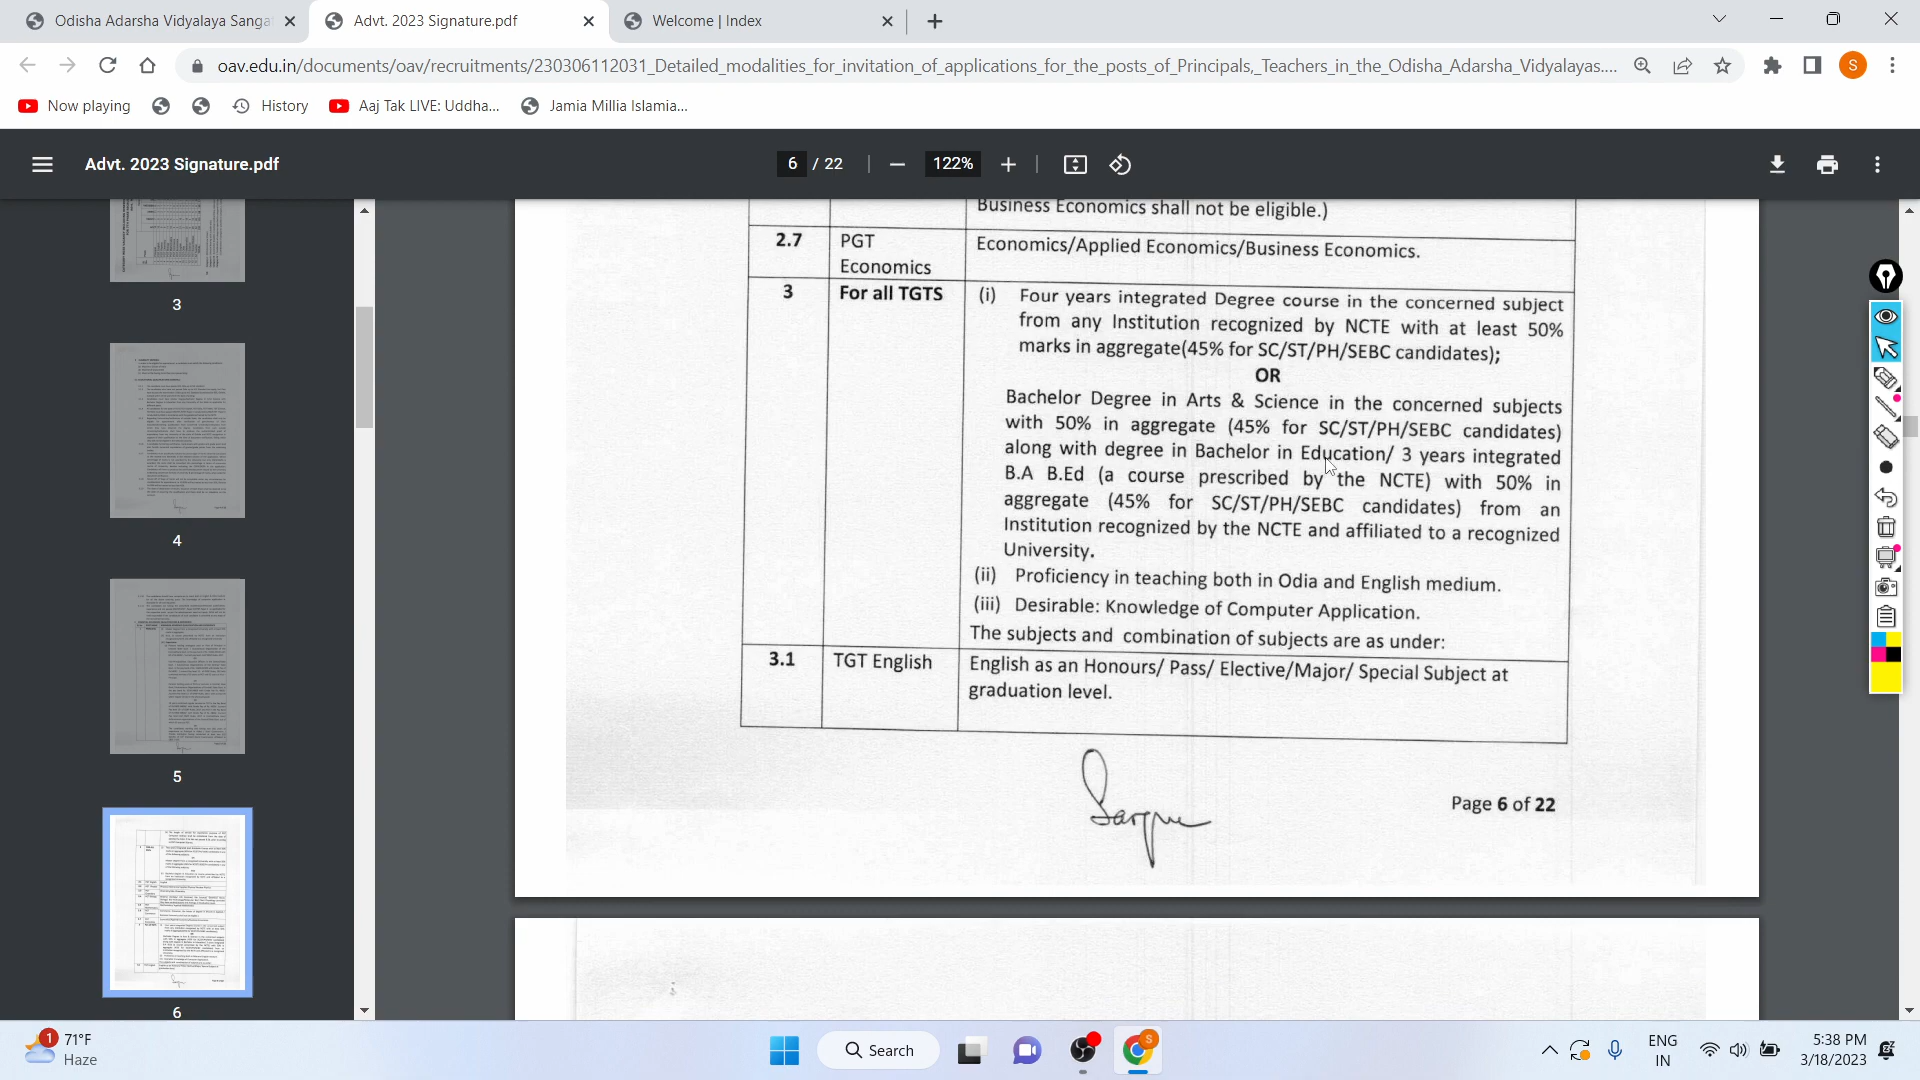 Odisha Adarsha Vidyalaya Sanga
Advt. 2023 Signature.pdf
Welcome | Index
oav.edu.in/documents/oav/recruitments/230306112031_Detailed_modalities_for_invitation_of_applications_for_the_posts_of_Principals,_Teachers_in_the_Odisha_Adarsha_Vidyalayas....
S
Now playing
History
Aaj Tak LIVE: Uddha...
Jamia Millia Islamia...
Advt. 2023 Signature.pdf
6 / 22
122%
3
4
5
6
Business Economics shall not be eligible.)
2.7 PGT Economics/Applied Economics/Business Economics.
Economics
3 For all TGTS (i) Four years integrated Degree course in the concerned subject
from any Institution recognized by NCTE with at least 50%
marks in aggregate(45% for SC/ST/PH/SEBC candidates);
OR
Bachelor Degree in Arts & Science in the concerned subjects
with 50% in aggregate (45% for SC/ST/PH/SEBC candidates)
along with degree in Bachelor in Education/ 3 years integrated
B.A B.Ed (a course prescribed by the NCTE) with 50% in
aggregate (45% for SC/ST/PH/SEBC candidates) from an
Institution recognized by the NCTE and affiliated to a recognized
University.
(ii) Proficiency in teaching both in Odia and English medium.
(iii) Desirable: Knowledge of Computer Application.
The subjects and combination of subjects are as under:
3.1 TGT English English as an Honours/ Pass/ Elective/Major/ Special Subject at
graduation level.
Page 6 of 22
1
71°F
Haze
Search
S
ENG
IN
5:38 PM
3/18/2023